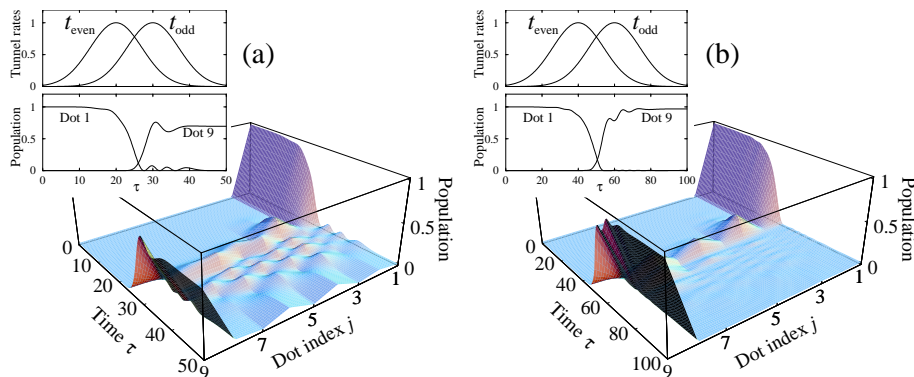 Tunnel rates
1
0.5
0
t even
t odd
(a)
Population
1
0.5
0
Dot 1
Dot 9
0 10 20 30 40 50
τ
1
0.5
0
Population
0
10
20
30
40
50
Time τ
9
7
5
3
1
Dot index j
Tunnel rates
1
0.5
0
t even
t odd
(b)
Population
1
0.5
0
Dot 1
Dot 9
0 20 40 60 80 100
τ
1
0.5
0
Population
0
20
40
60
80
100
Time τ
9
7
5
3
1
Dot index j